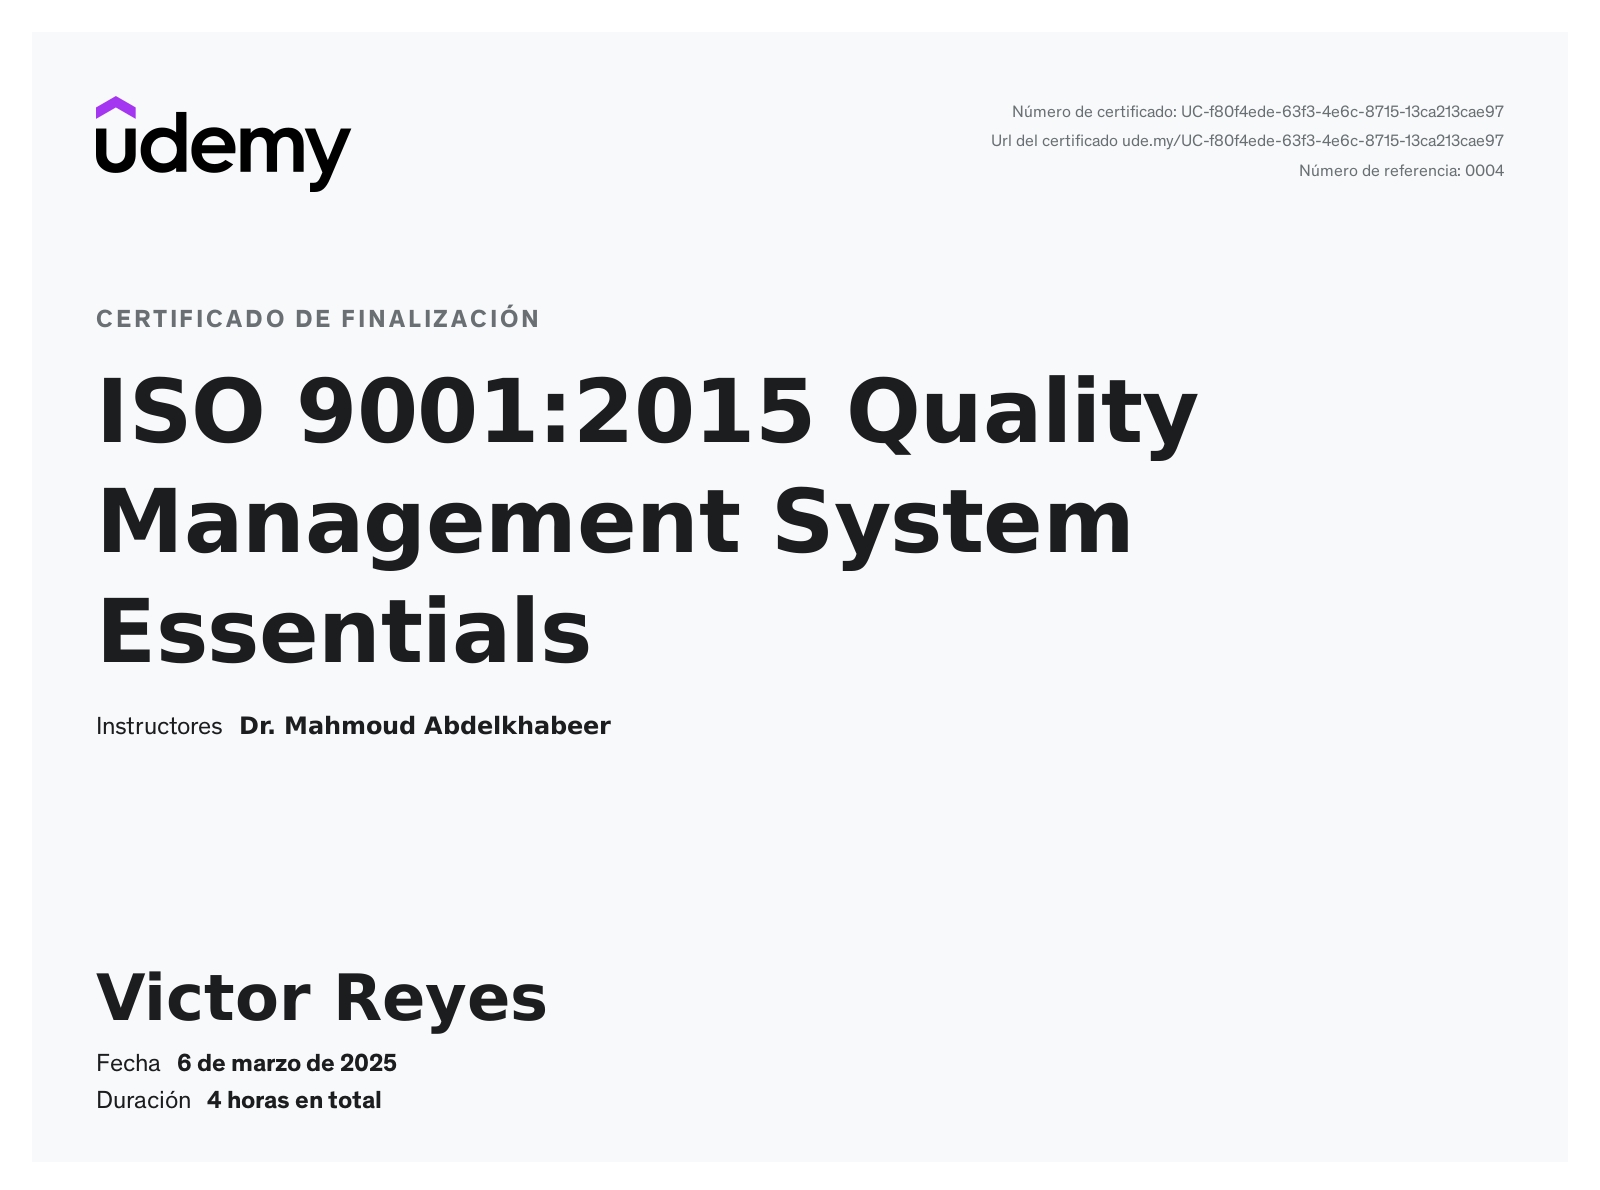 udemy
Número de certificado: UC-f80f4ede-63f3-4e6c-8715-13ca213cae97
Url del certificado ude.my/UC-f80f4ede-63f3-4e6c-8715-13ca213cae97
Número de referencia: 0004
CERTIFICADO DE FINALIZACIÓN
ISO 9001:2015 Quality
Management System
Essentials
Instructores Dr. Mahmoud Abdelkhabeer
Victor Reyes
Fecha 6 de marzo de 2025
Duración 4 horas en total